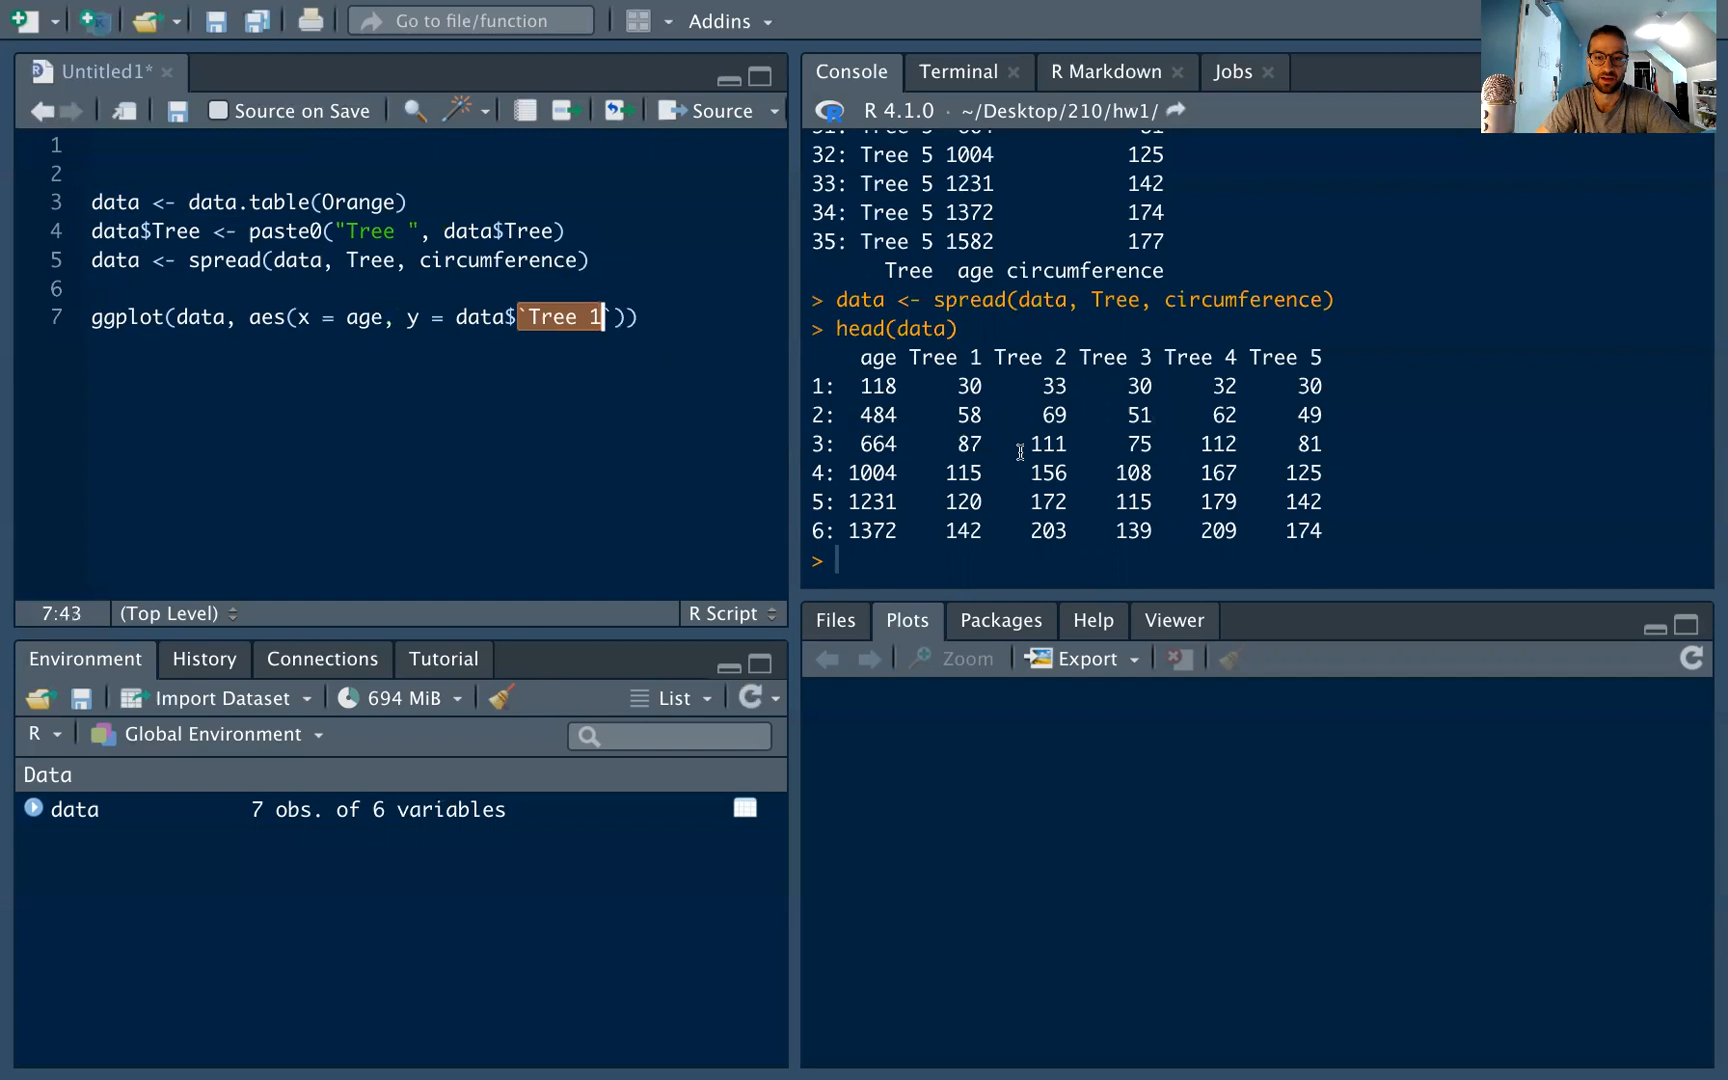 Go to file/function
Addins
Untitled1*
Source on Save
Source
1
2
3 data <- data.table(Orange)
4 data$Tree <- paste0("Tree ", data$Tree)
5 data <- spread(data, Tree, circumference)
6
7 ggplot(data, aes(x = age, y = data$`Tree 1`))
7:43 (Top Level) R Script
Console Terminal R Markdown Jobs
R 4.1.0 · ~/Desktop/210/hw1/
32: Tree 5 1004 125
33: Tree 5 1231 142
34: Tree 5 1372 174
35: Tree 5 1582 177
Tree age circumference
> data <- spread(data, Tree, circumference)
> head(data)
age Tree 1 Tree 2 Tree 3 Tree 4 Tree 5
1: 118 30 33 30 32 30
2: 484 58 69 51 62 49
3: 664 87 111 75 112 81
4: 1004 115 156 108 167 125
5: 1231 120 172 115 179 142
6: 1372 142 203 139 209 174
>
Environment History Connections Tutorial
Import Dataset 694 MiB List
R Global Environment
Data
data 7 obs. of 6 variables
Files Plots Packages Help Viewer
Zoom Export